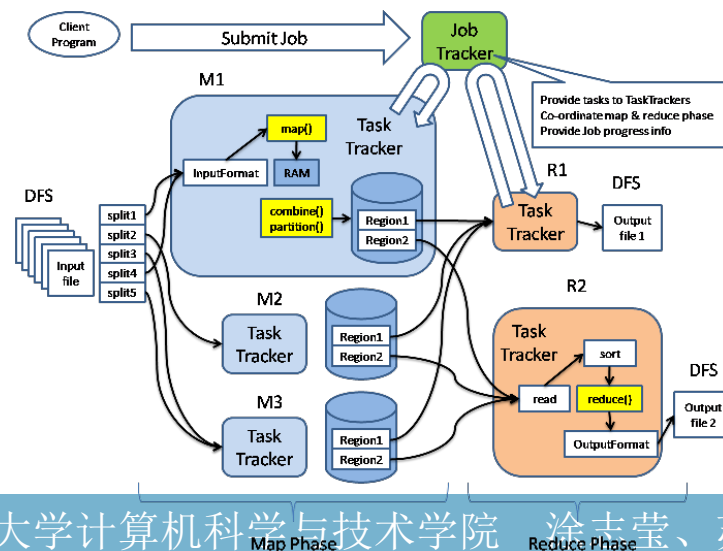 Client
Program
Submit Job
Job
Tracker
Provide tasks to TaskTrackers
Co-ordinate map & reduce phase
Provide Job progress info
M1
map()
Task
Tracker
InputFormat
RAM
combine()
partition()
Region1
Region2
DFS
Input
file
split1
split2
split3
split4
split5
M2
Task
Tracker
Region1
Region2
M3
Task
Tracker
Region1
Region2
R1
Task
Tracker
DFS
Output
file 1
R2
Task
Tracker
sort
read
reduce()
OutputFormat
DFS
Output
file 2
大学计算机科学与技术学院 涂志莹、
Map Phase
Reduce Phase